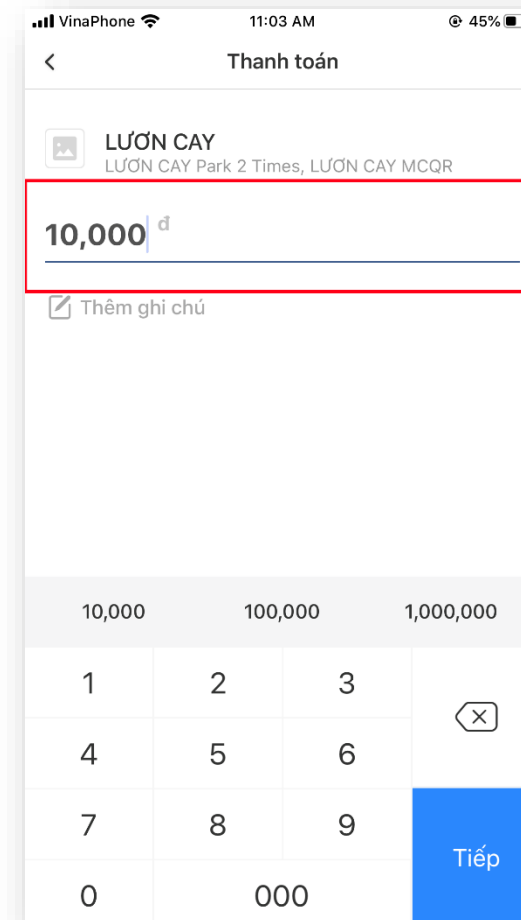 VinaPhone 11:03 AM 45%
Thanh toán
LƯƠN CAY
LƯƠN CAY Park 2 Times, LƯƠN CAY MCQR
10,000 đ
Thêm ghi chú
10,000 100,000 1,000,000
1 2 3
4 5 6
7 8 9
Tiếp
0 000